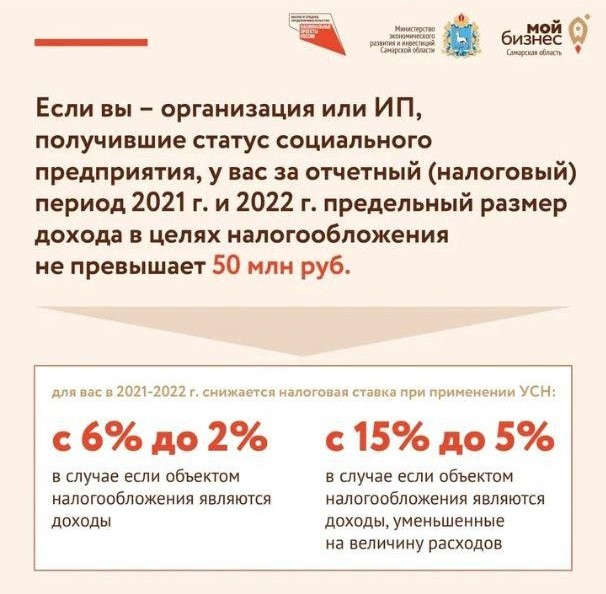 НАЦИОНАЛЬНЫЕ
ПРОЕКТЫ
РОССИИ
Министерство
экономического
развития и инвестиций
Самарской области
МОЙ
бизнес
Самарская область
Если вы – организация или ИП,
получившие статус социального
предприятия, у вас за отчетный (налоговый)
период 2021 г. и 2022 г. предельный размер
дохода в целях налогообложения
не превышает 50 млн руб.
для вас в 2021-2022 г. снижается налоговая ставка при применении УСН:
с 6% до 2%
в случае если объектом
налогообложения являются
доходы
с 15% до 5%
в случае если объектом
налогообложения являются
доходы, уменьшенные
на величину расходов